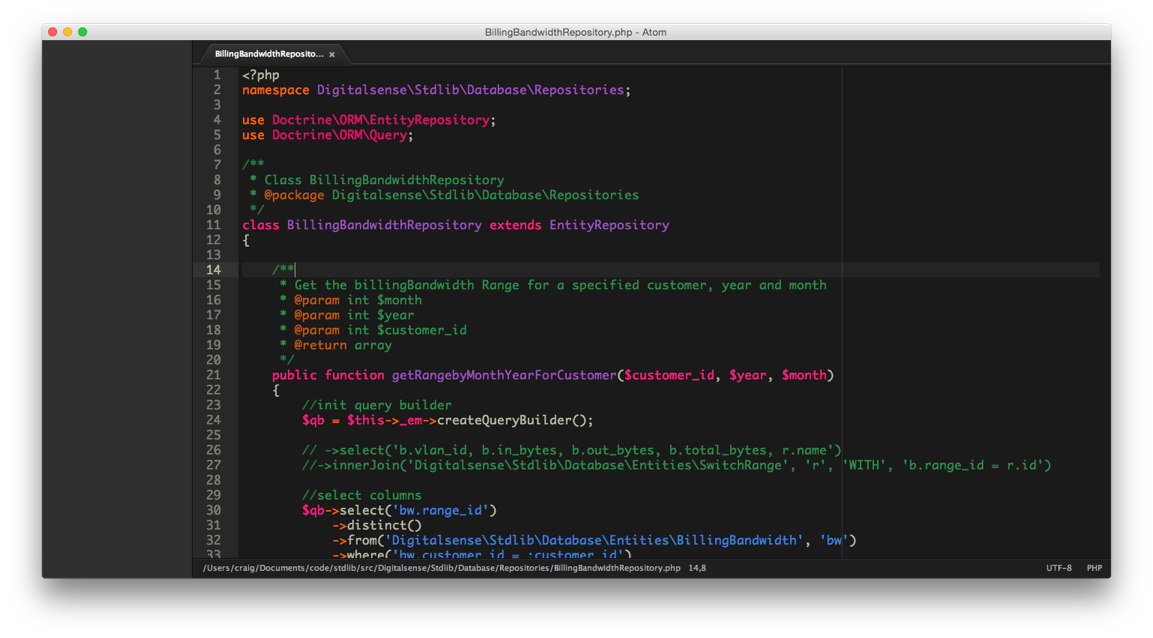 BillingBandwidthRepository.php - Atom
BillingBandwidthReposito... ×
1 <?php
2 namespace Digitalsense\Stdlib\Database\Repositories;
3
4 use Doctrine\ORM\EntityRepository;
5 use Doctrine\ORM\Query;
6
7 /**
8  * Class BillingBandwidthRepository
9  * @package Digitalsense\Stdlib\Database\Repositories
10  */
11 class BillingBandwidthRepository extends EntityRepository
12 {
13
14     /**
15      * Get the billingBandwidth Range for a specified customer, year and month
16      * @param int $month
17      * @param int $year
18      * @param int $customer_id
19      * @return array
20      */
21     public function getRangebyMonthYearForCustomer($customer_id, $year, $month)
22     {
23         //init query builder
24         $qb = $this->_em->createQueryBuilder();
25
26         // ->select('b.vlan_id, b.in_bytes, b.out_bytes, b.total_bytes, r.name')
27         //->innerJoin('Digitalsense\Stdlib\Database\Entities\SwitchRange', 'r', 'WITH', 'b.range_id = r.id')
28
29         //select columns
30         $qb->select('bw.range_id')
31             ->distinct()
32             ->from('Digitalsense\Stdlib\Database\Entities\BillingBandwidth', 'bw')
33             ->where('bw.customer_id = :customer_id')
/Users/craig/Documents/code/stdlib/src/Digitalsense/Stdlib/Database/Repositories/BillingBandwidthRepository.php 14,8 UTF-8 PHP